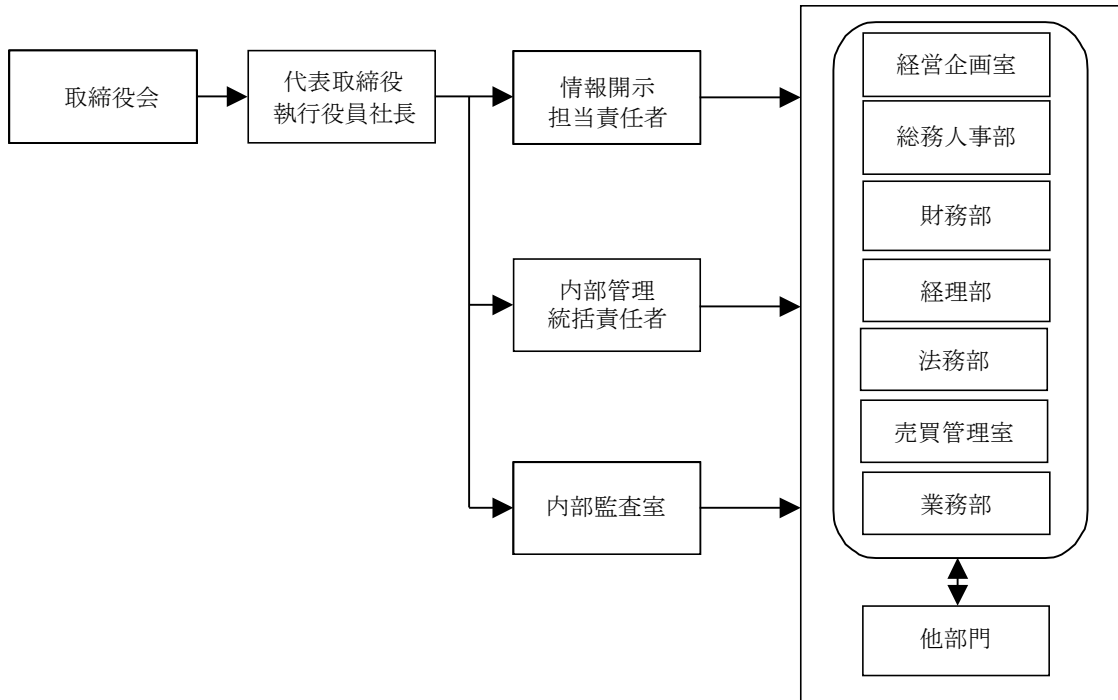 取締役会
代表取締役
執行役員社長
情報開示
担当責任者
内部管理
統括責任者
内部監査室
経営企画室
総務人事部
財務部
経理部
法務部
売買管理室
業務部
他部門